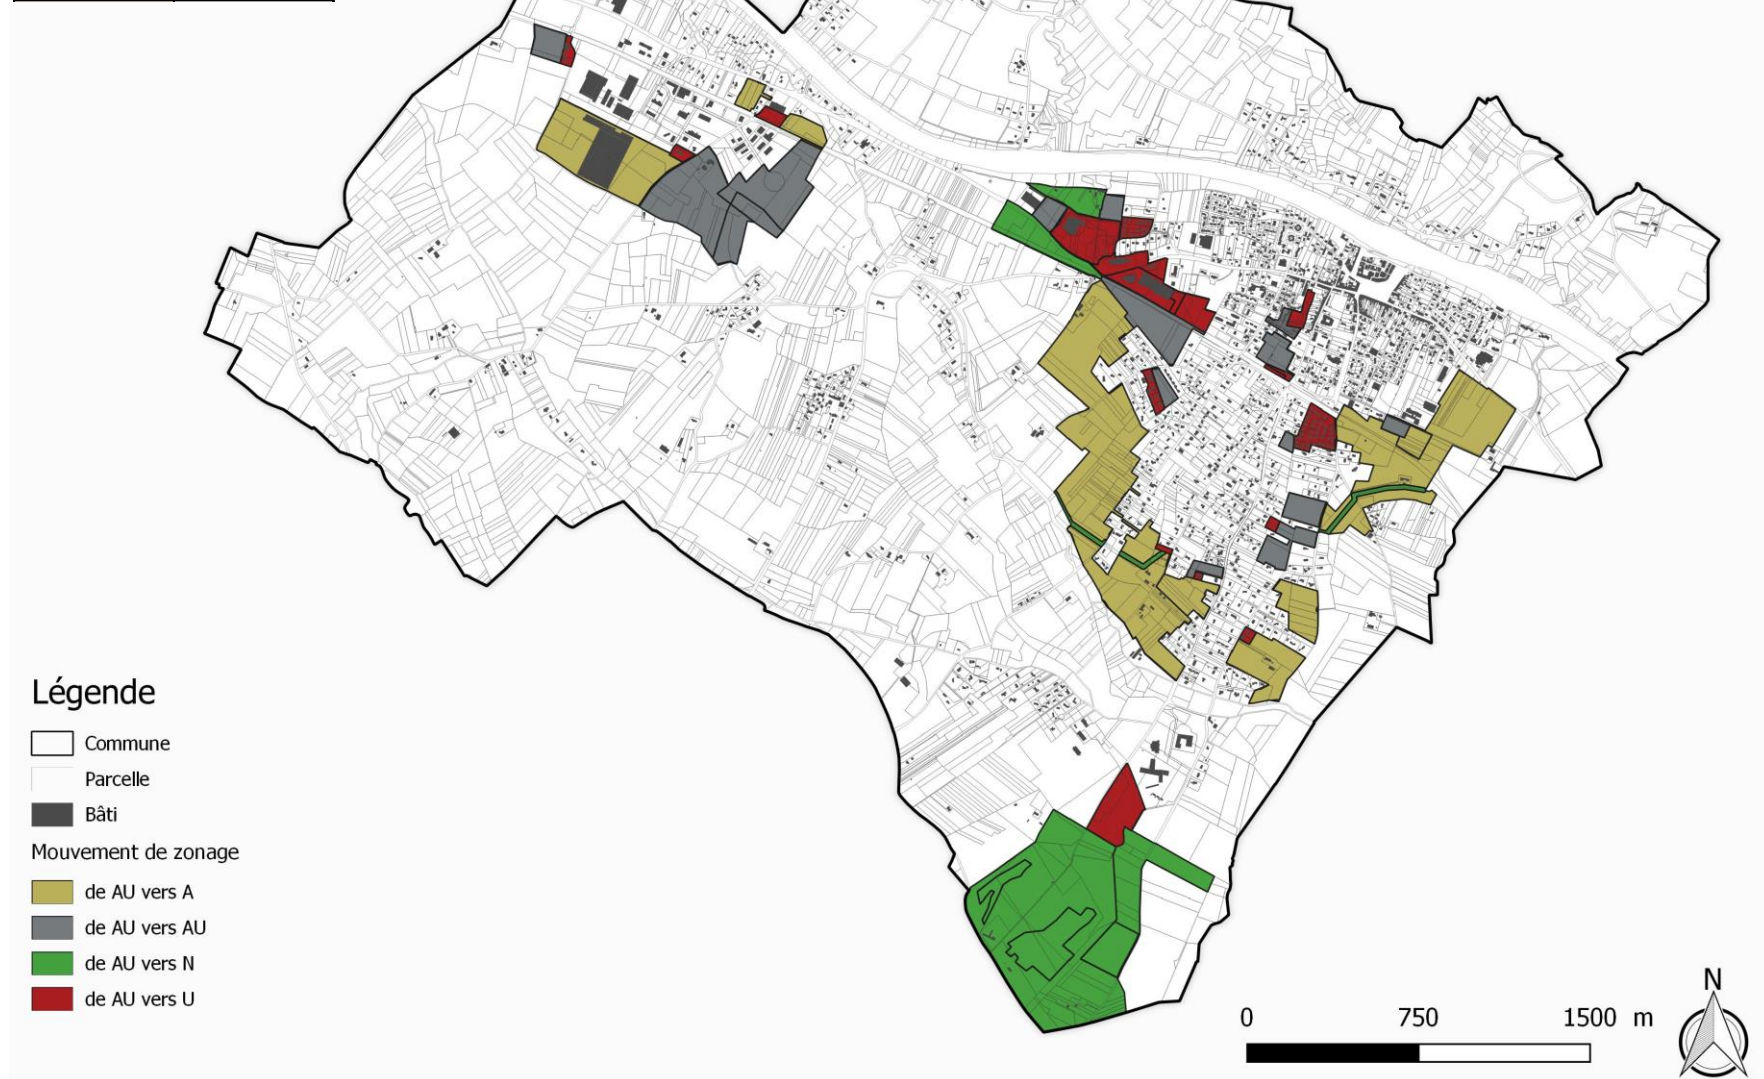 Légende
Commune
Parcelle
Bâti
Mouvement de zonage
de AU vers A
de AU vers AU
de AU vers N
de AU vers U
0 750 1500 m
N